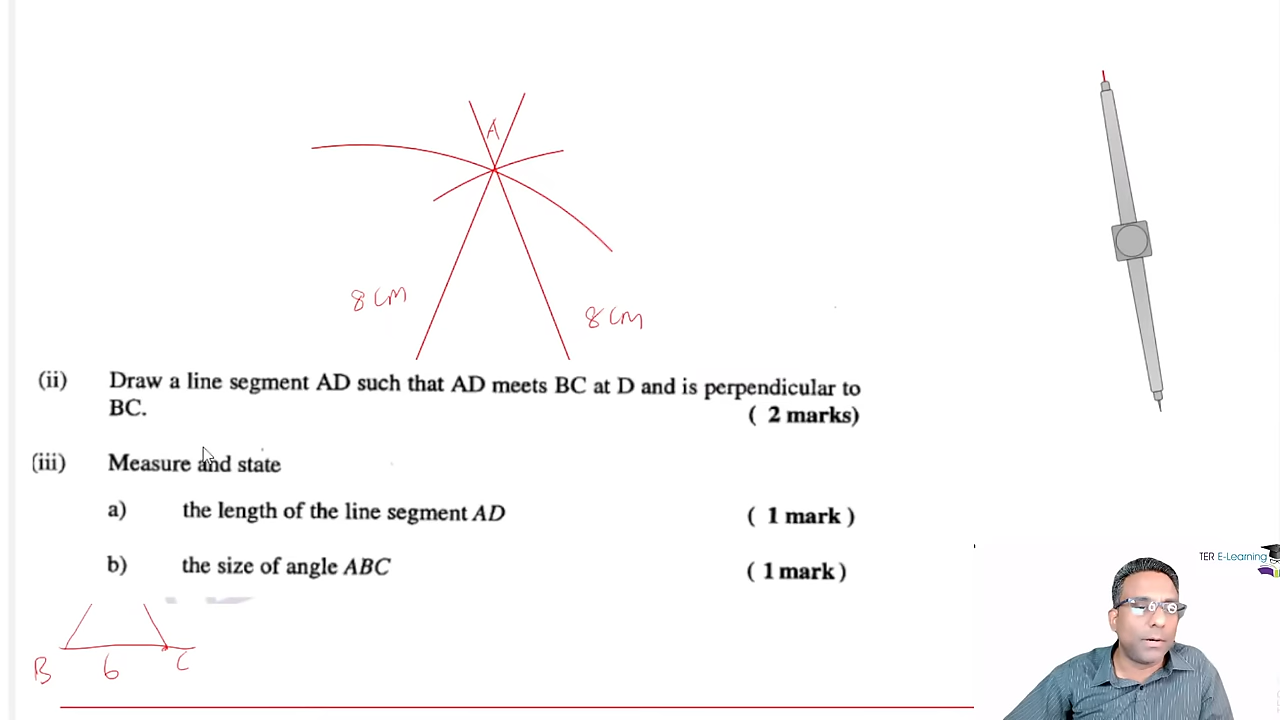 A
8 cm
8 cm
(ii) Draw a line segment AD such that AD meets BC at D and is perpendicular to
BC. ( 2 marks)
(iii) Measure and state
a) the length of the line segment AD ( 1 mark )
b) the size of angle ABC ( 1 mark )
TER E-Learning
B 6 C